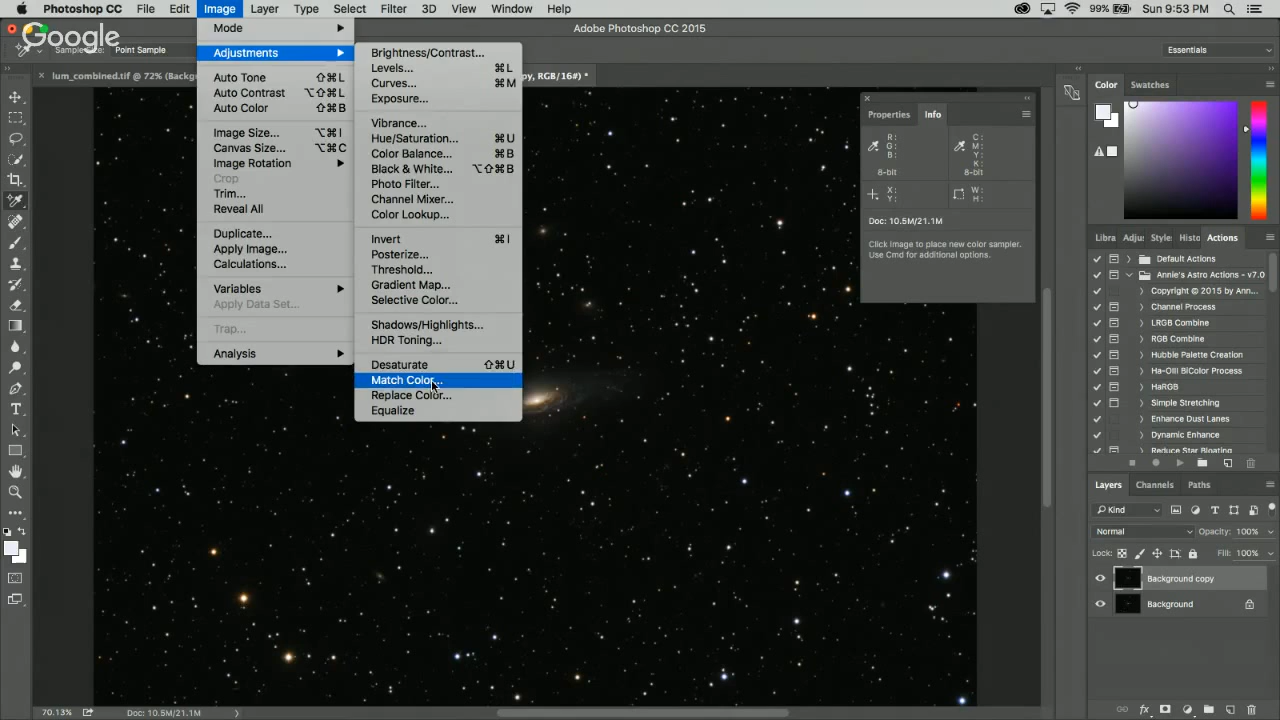 Photoshop CC File Edit Image Layer Type Select Filter 3D View Window Help 99% Sun 9:53 PM
Google
Adobe Photoshop CC 2015
Sample Size: Point Sample
Essentials
lum_combined.tif @ 72% (Backg
py, RGB/16#) *
Mode
Adjustments
Auto Tone ⇧⌘L
Auto Contrast ⌥⇧⌘L
Auto Color ⇧⌘B
Image Size... ⌥⌘I
Canvas Size... ⌥⌘C
Image Rotation
Crop
Trim...
Reveal All
Duplicate...
Apply Image...
Calculations...
Variables
Apply Data Set...
Trap...
Analysis
Brightness/Contrast...
Levels... ⌘L
Curves... ⌘M
Exposure...
Vibrance...
Hue/Saturation... ⌘U
Color Balance... ⌘B
Black & White... ⌥⇧⌘B
Photo Filter...
Channel Mixer...
Color Lookup...
Invert ⌘I
Posterize...
Threshold...
Gradient Map...
Selective Color...
Shadows/Highlights...
HDR Toning...
Desaturate ⇧⌘U
Match Color...
Replace Color...
Equalize
Properties Info
R: C:
G: M:
B: Y:
K:
8-bit 8-bit
X: W:
Y: H:
Doc: 10.5M/21.1M
Click image to place new color sampler.
Use Cmd for additional options.
Color Swatches
Libra Adjus Style Histo Actions
Default Actions
Annie's Astro Actions - v7.0
Copyright © 2015 by Ann...
Channel Process
LRGB Combine
RGB Combine
Hubble Palette Creation
Ha-OIII BiColor Process
HaRGB
Simple Stretching
Enhance Dust Lanes
Dynamic Enhance
Reduce Star Bloating
Layers Channels Paths
Kind
Normal Opacity: 100%
Lock: Fill: 100%
Background copy
Background
70.13% Doc: 10.5M/21.1M